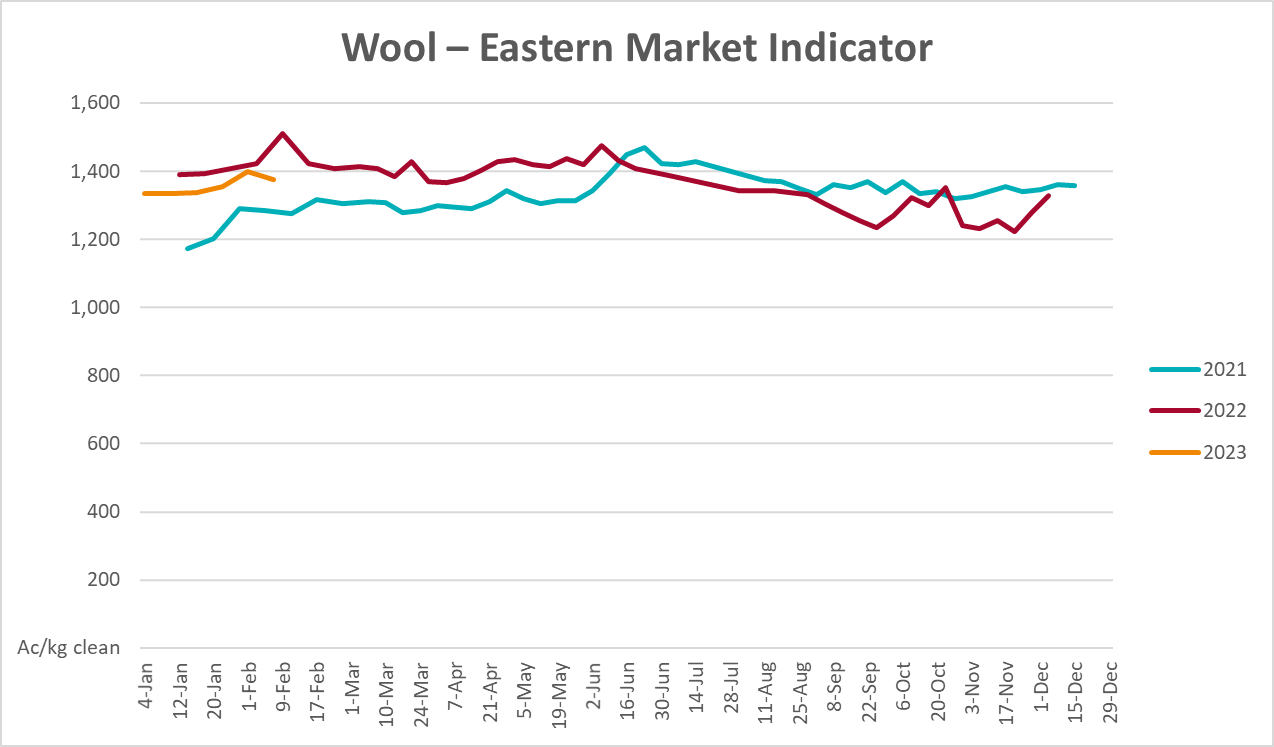 Wool – Eastern Market Indicator
1,600
1,400
1,200
1,000
800
600
400
200
Ac/kg clean
4-Jan
12-Jan
20-Jan
1-Feb
9-Feb
17-Feb
1-Mar
10-Mar
24-Mar
7-Apr
21-Apr
5-May
19-May
2-Jun
16-Jun
30-Jun
14-Jul
28-Jul
11-Aug
25-Aug
8-Sep
22-Sep
6-Oct
20-Oct
3-Nov
17-Nov
1-Dec
15-Dec
29-Dec
2021
2022
2023